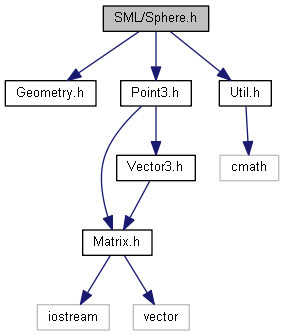 SML/Sphere.h
Geometry.h
Point3.h
Util.h
Vector3.h
cmath
Matrix.h
iostream
vector